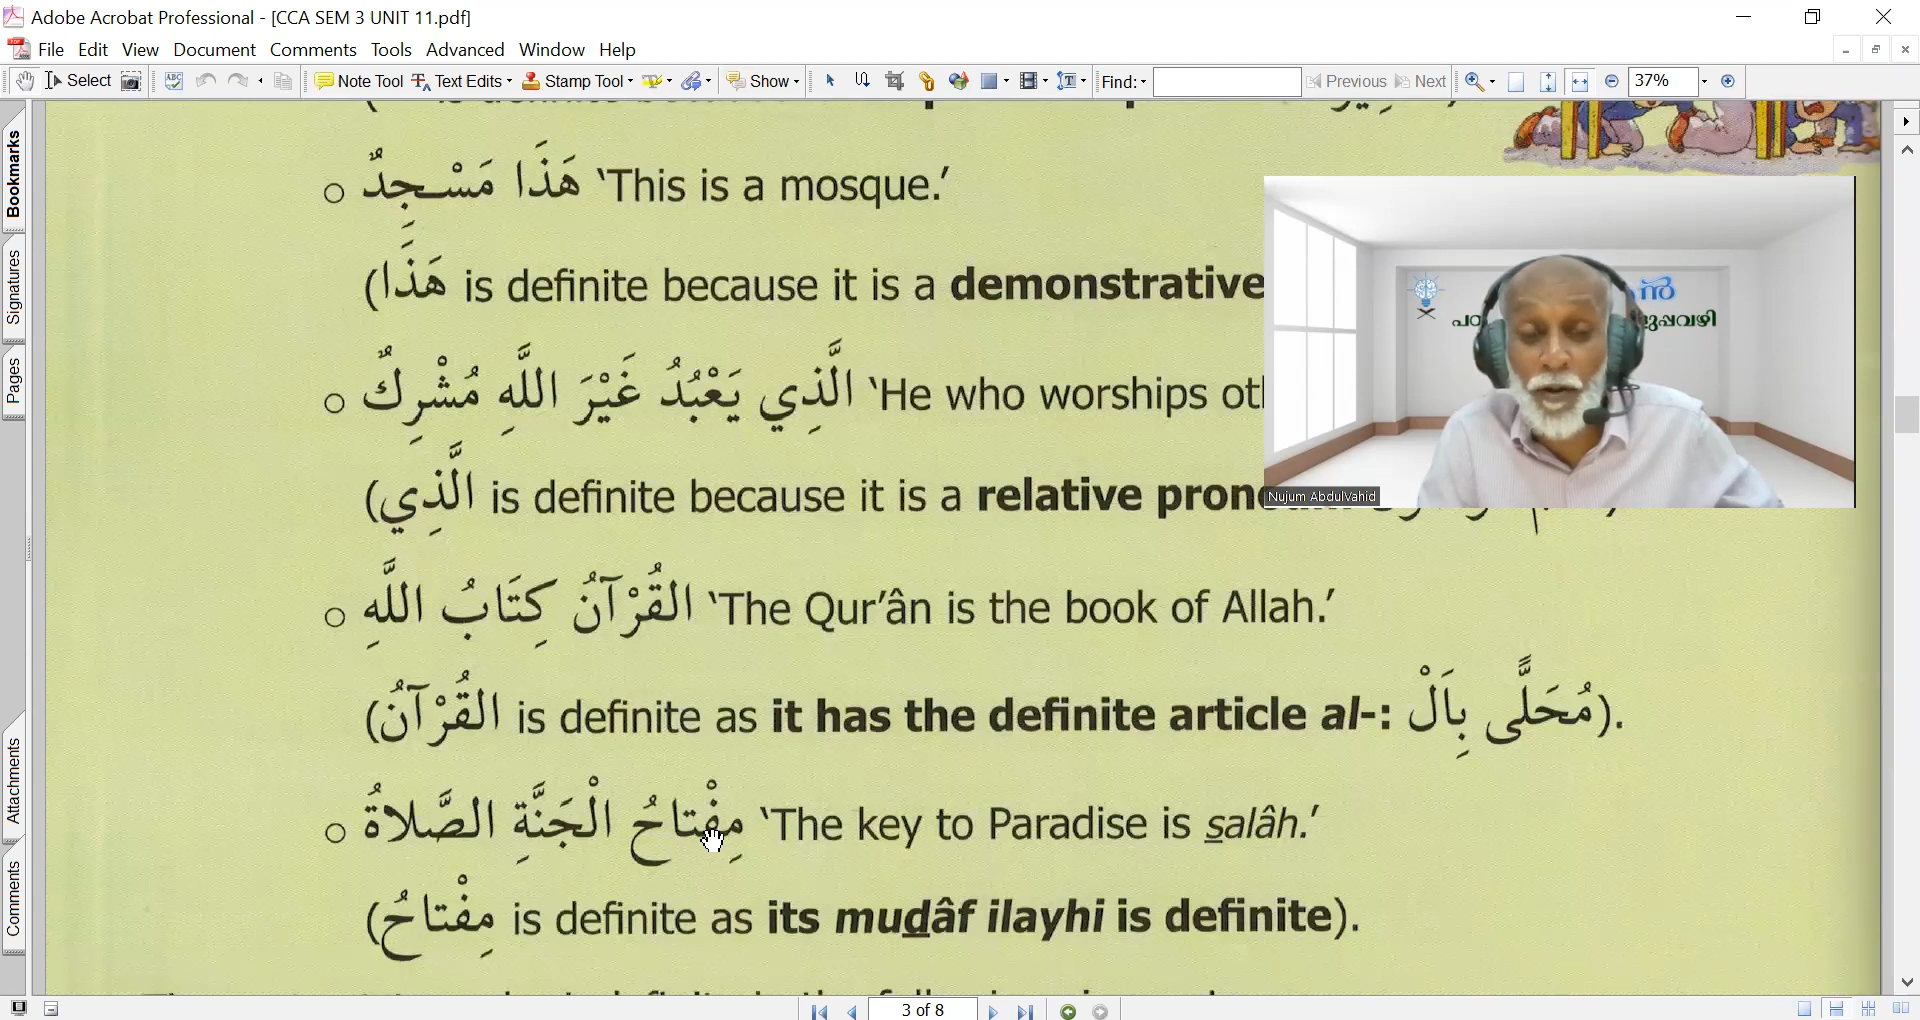 Adobe Acrobat Professional - [CCA SEM 3 UNIT 11.pdf]
File Edit View Document Comments Tools Advanced Window Help
Select Note Tool Text Edits Stamp Tool Show Find: Previous Next 37%
Bookmarks
Signatures
Pages
Attachments
Comments
هَذَا مَسْجِدٌ ‘This is a mosque.’
(هَذَا is definite because it is a demonstrative
الَّذِي يَعْبُدُ غَيْرَ اللَّهِ مُشْرِكٌ ‘He who worships
(الَّذِي is definite because it is a relative
Nujum AbdulVahid
القُرْآنُ كِتَابُ اللَّهِ ‘The Qur’ân is the book of Allah.’
(القُرْآنُ is definite as it has the definite article al-: مُحَلَّى بِاَلْ).
مِفْتَاحُ الْجَنَّةِ الصَّلاةُ ‘The key to Paradise is salâh.’
(مِفْتَاحُ is definite as its mudâf ilayhi is definite).
3 of 8